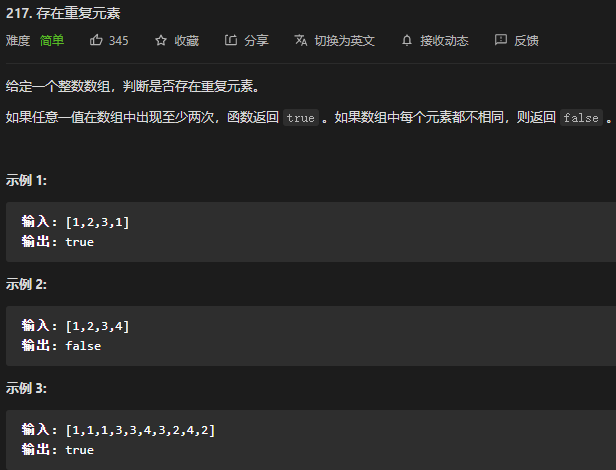 217. 存在重复元素
难度 简单 345 收藏 分享 切换为英文 接收动态 反馈
给定一个整数数组，判断是否存在重复元素。
如果任意一值在数组中出现至少两次，函数返回 true 。如果数组中每个元素都不相同，则返回 false 。
示例 1:
输入: [1,2,3,1]
输出: true
示例 2:
输入: [1,2,3,4]
输出: false
示例 3:
输入: [1,1,1,3,3,4,3,2,4,2]
输出: true